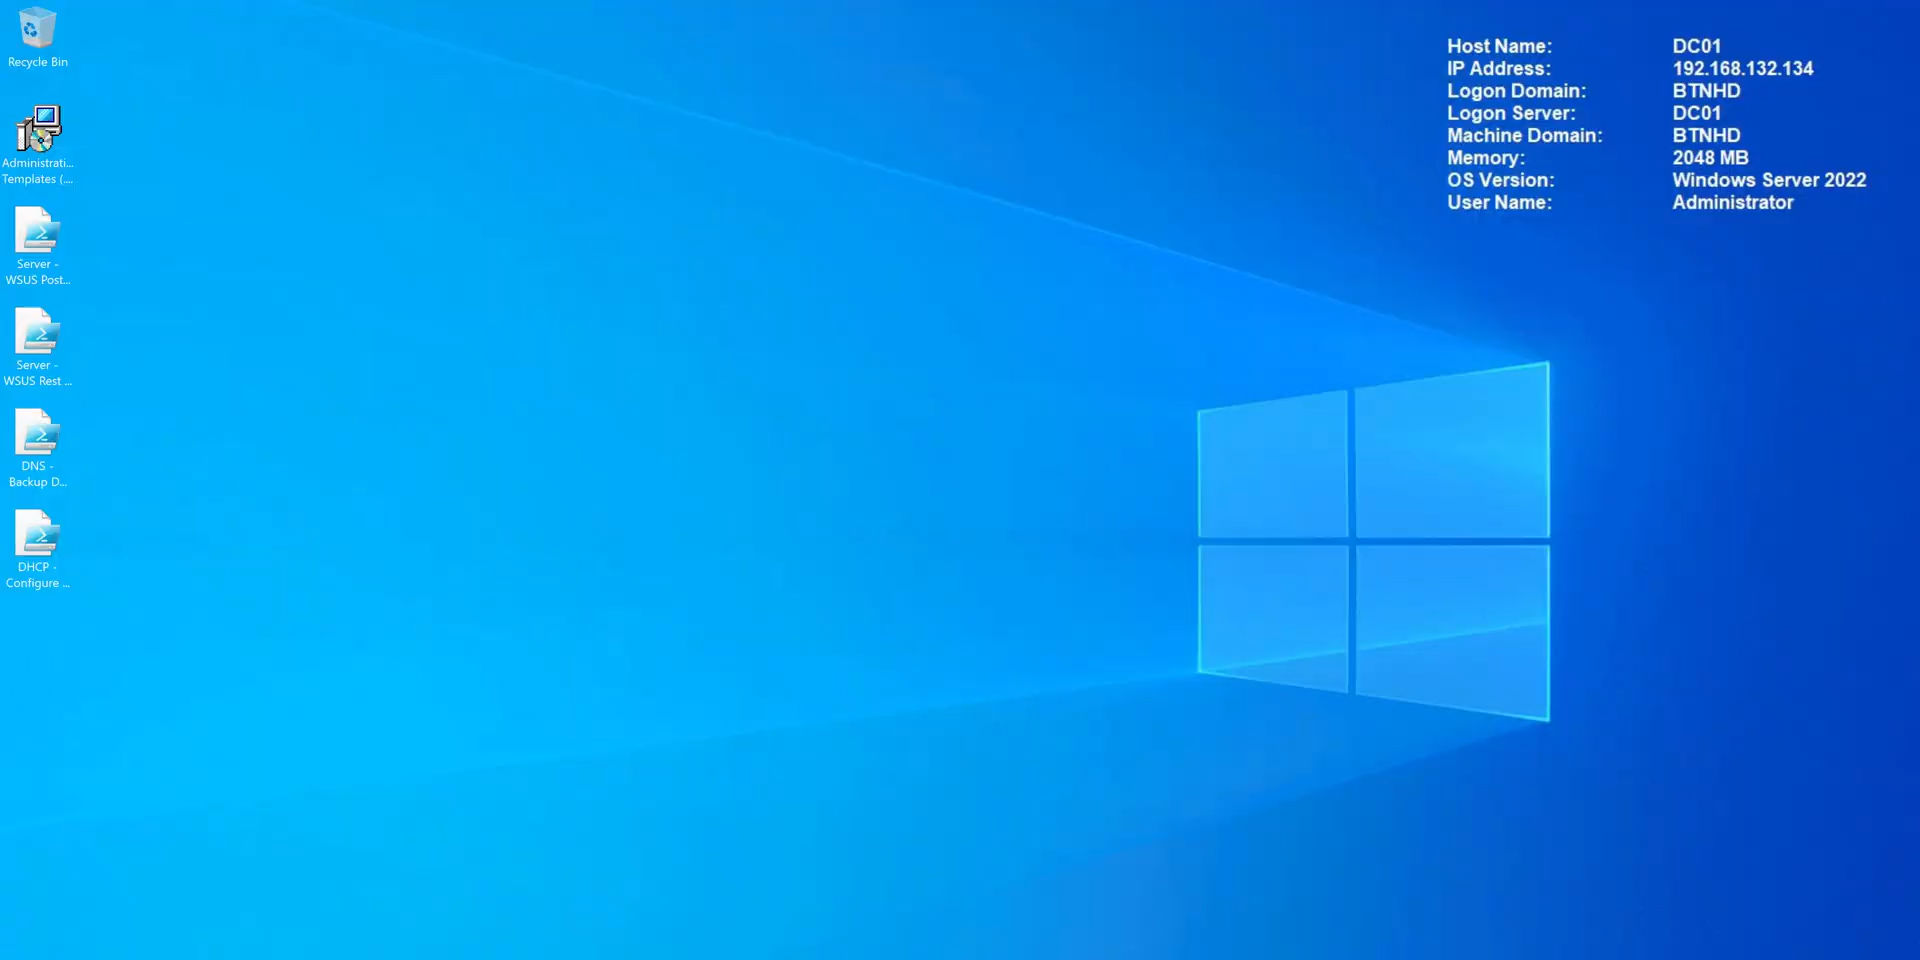 Recycle Bin
Administrati...
Templates (....
Server -
WSUS Post...
Server -
WSUS Rest ...
DNS -
Backup D...
DHCP -
Configure ...
Host Name: DC01
IP Address: 192.168.132.134
Logon Domain: BTNHD
Logon Server: DC01
Machine Domain: BTNHD
Memory: 2048 MB
OS Version: Windows Server 2022
User Name: Administrator